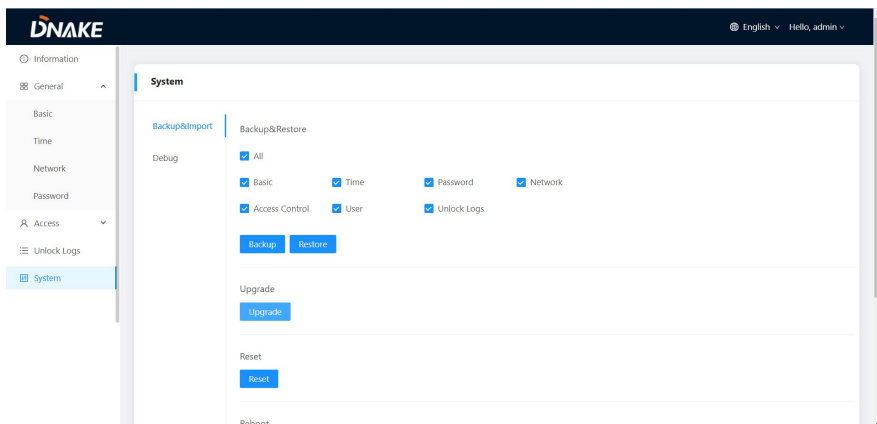 DNAKE
English Hello, admin
Information
General
Basic
Time
Network
Password
Access
Unlock Logs
System
System
Backup&Import
Debug
Backup&Restore
All
Basic Time Password Network
Access Control User Unlock Logs
Backup Restore
Upgrade
Upgrade
Reset
Reset
Reboot